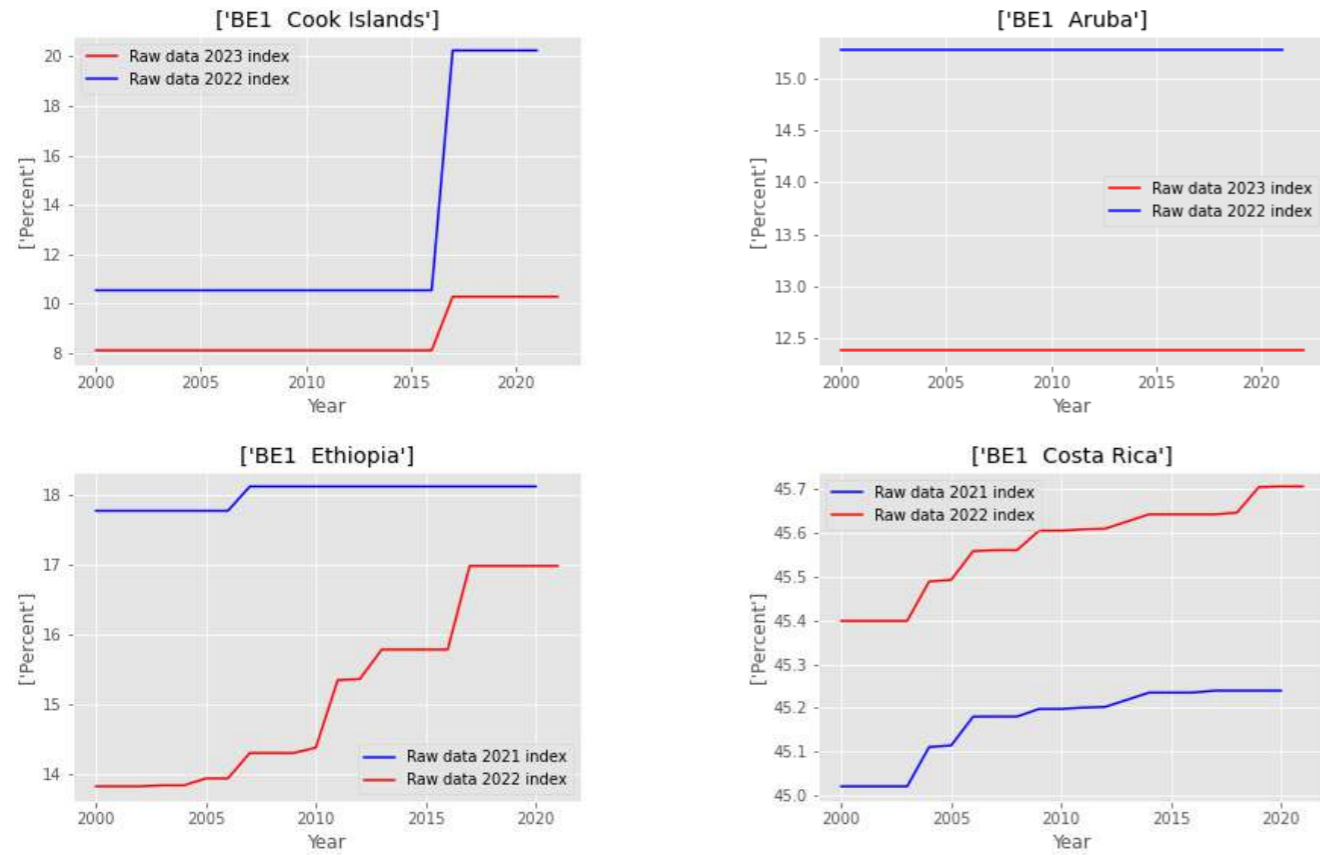 ['BE1  Cook Islands']
Raw data 2023 index
Raw data 2022 index
['Percent']
20
18
16
14
12
10
8
2000 2005 2010 2015 2020
Year
['BE1  Aruba']
Raw data 2023 index
Raw data 2022 index
['Percent']
15.0
14.5
14.0
13.5
13.0
12.5
2000 2005 2010 2015 2020
Year
['BE1  Ethiopia']
Raw data 2021 index
Raw data 2022 index
['Percent']
18
17
16
15
14
2000 2005 2010 2015 2020
Year
['BE1  Costa Rica']
Raw data 2021 index
Raw data 2022 index
['Percent']
45.7
45.6
45.5
45.4
45.3
45.2
45.1
45.0
2000 2005 2010 2015 2020
Year